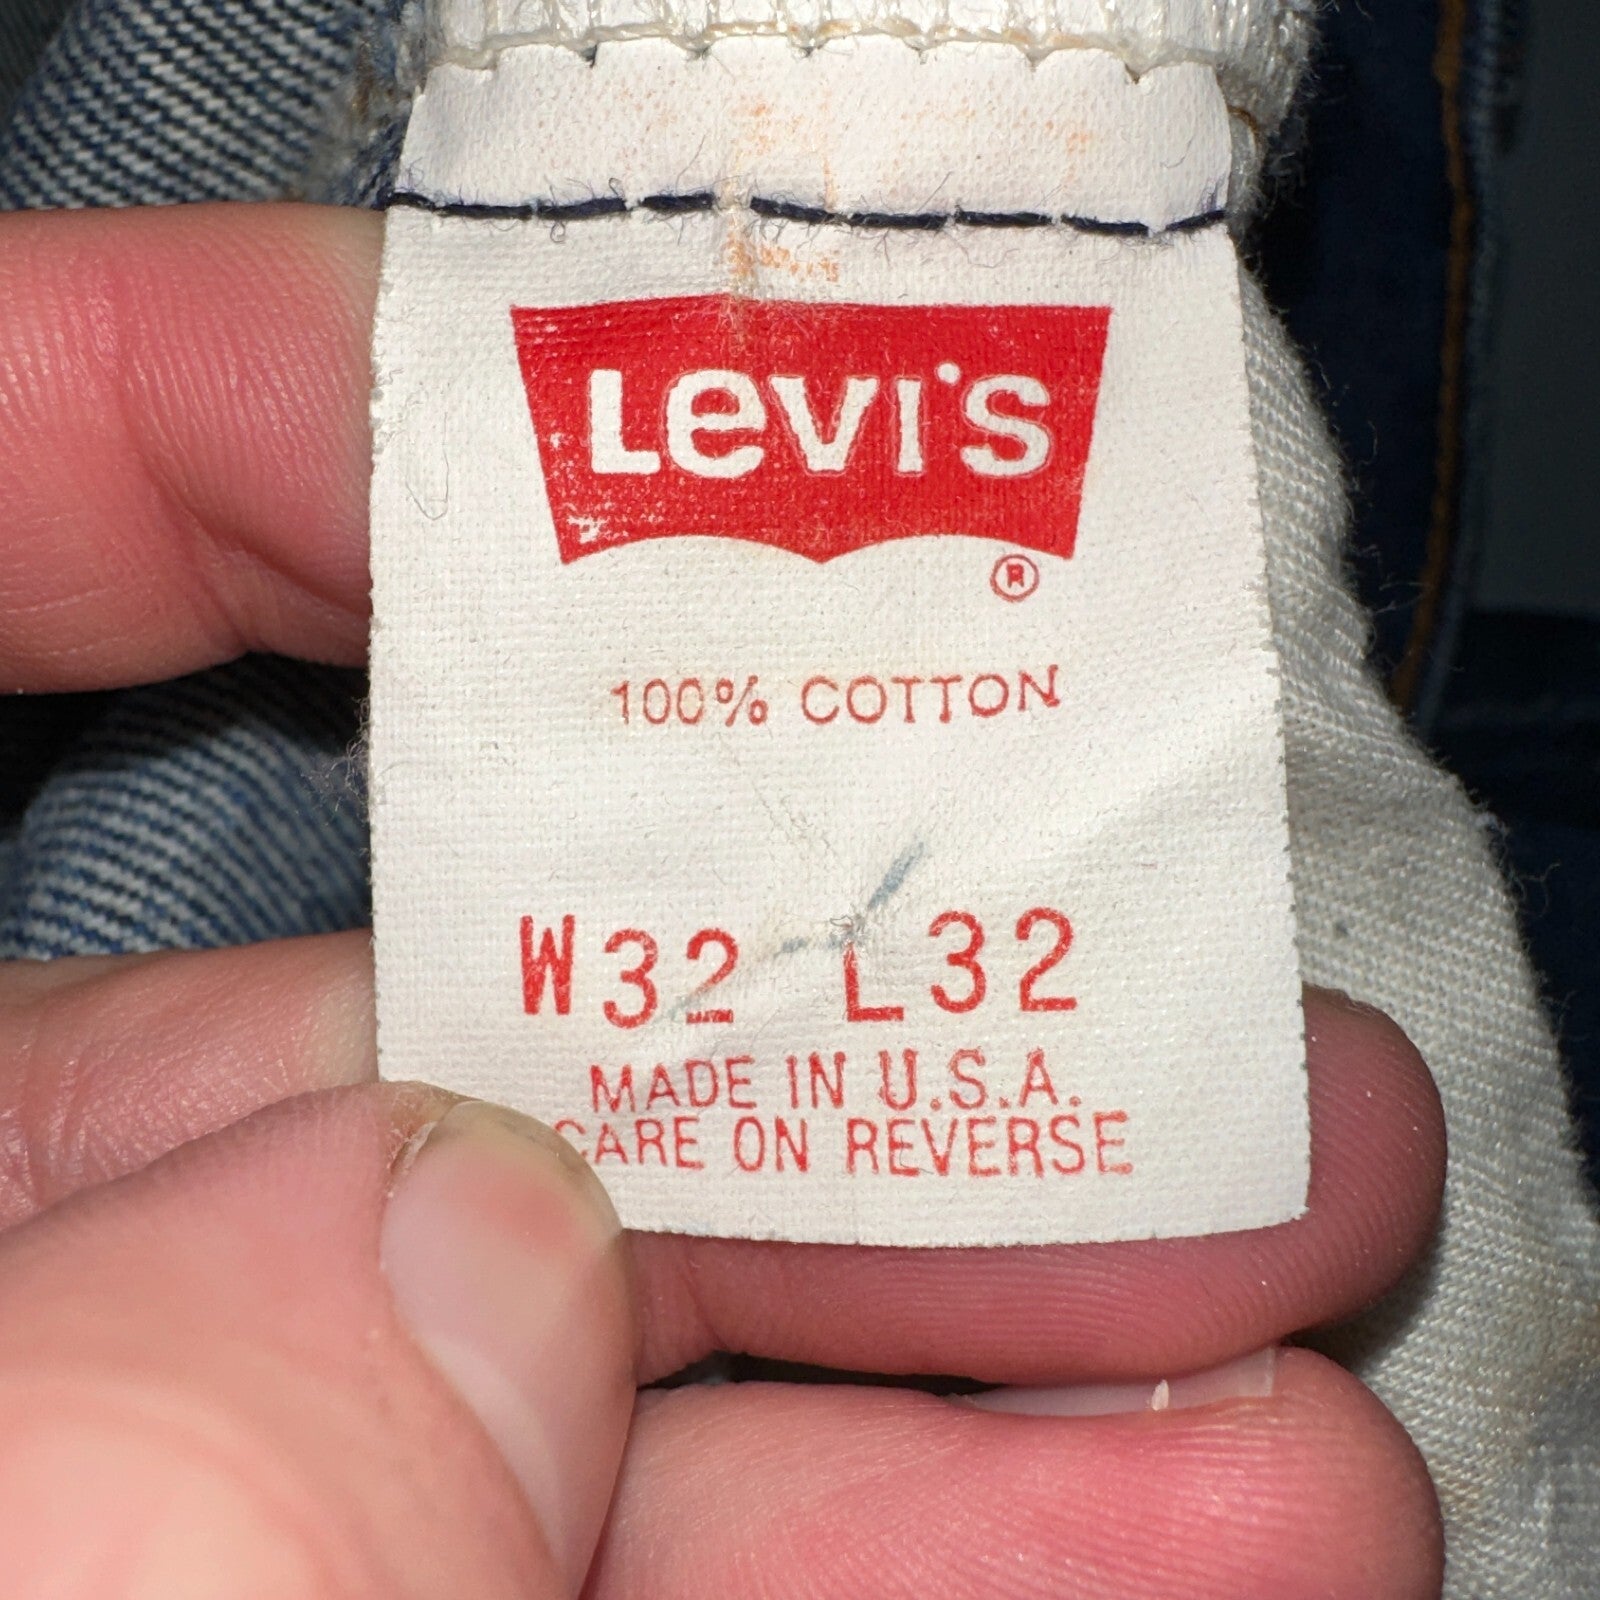 Levi's
®
100% COTTON
W32 L32
MADE IN U.S.A.
CARE ON REVERSE